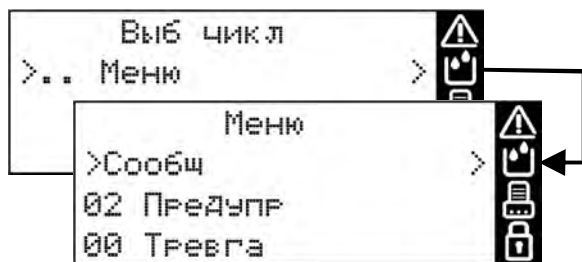 Выб цикл
>.. Меню >
Меню
>Сообщ >
02 Предупр
00 Тревга